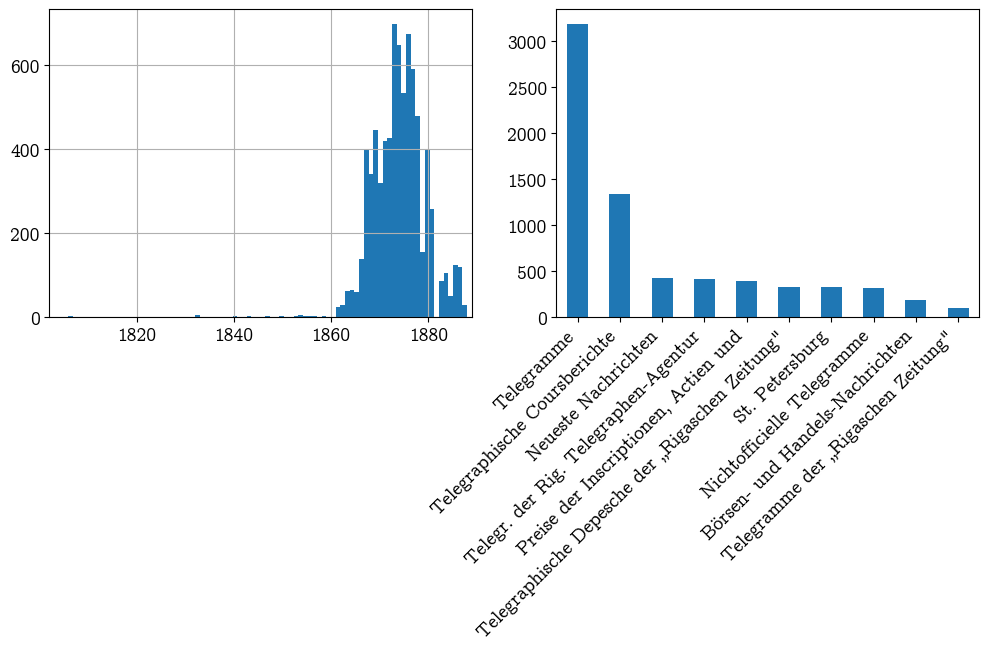 600
400
200
0
1820
1840
1860
1880
3000
2500
2000
1500
1000
500
0
Telegramme
Telegraphische Coursberichte
Neueste Nachrichten
Telegr. der Rig. Telegraphen-Agentur
Preise der Inscriptionen, Actien und
Telegraphische Depesche der „Rigaschen Zeitung"
St. Petersburg
Nichtofficielle Telegramme
Börsen- und Handels-Nachrichten
Telegramme der „Rigaschen Zeitung"